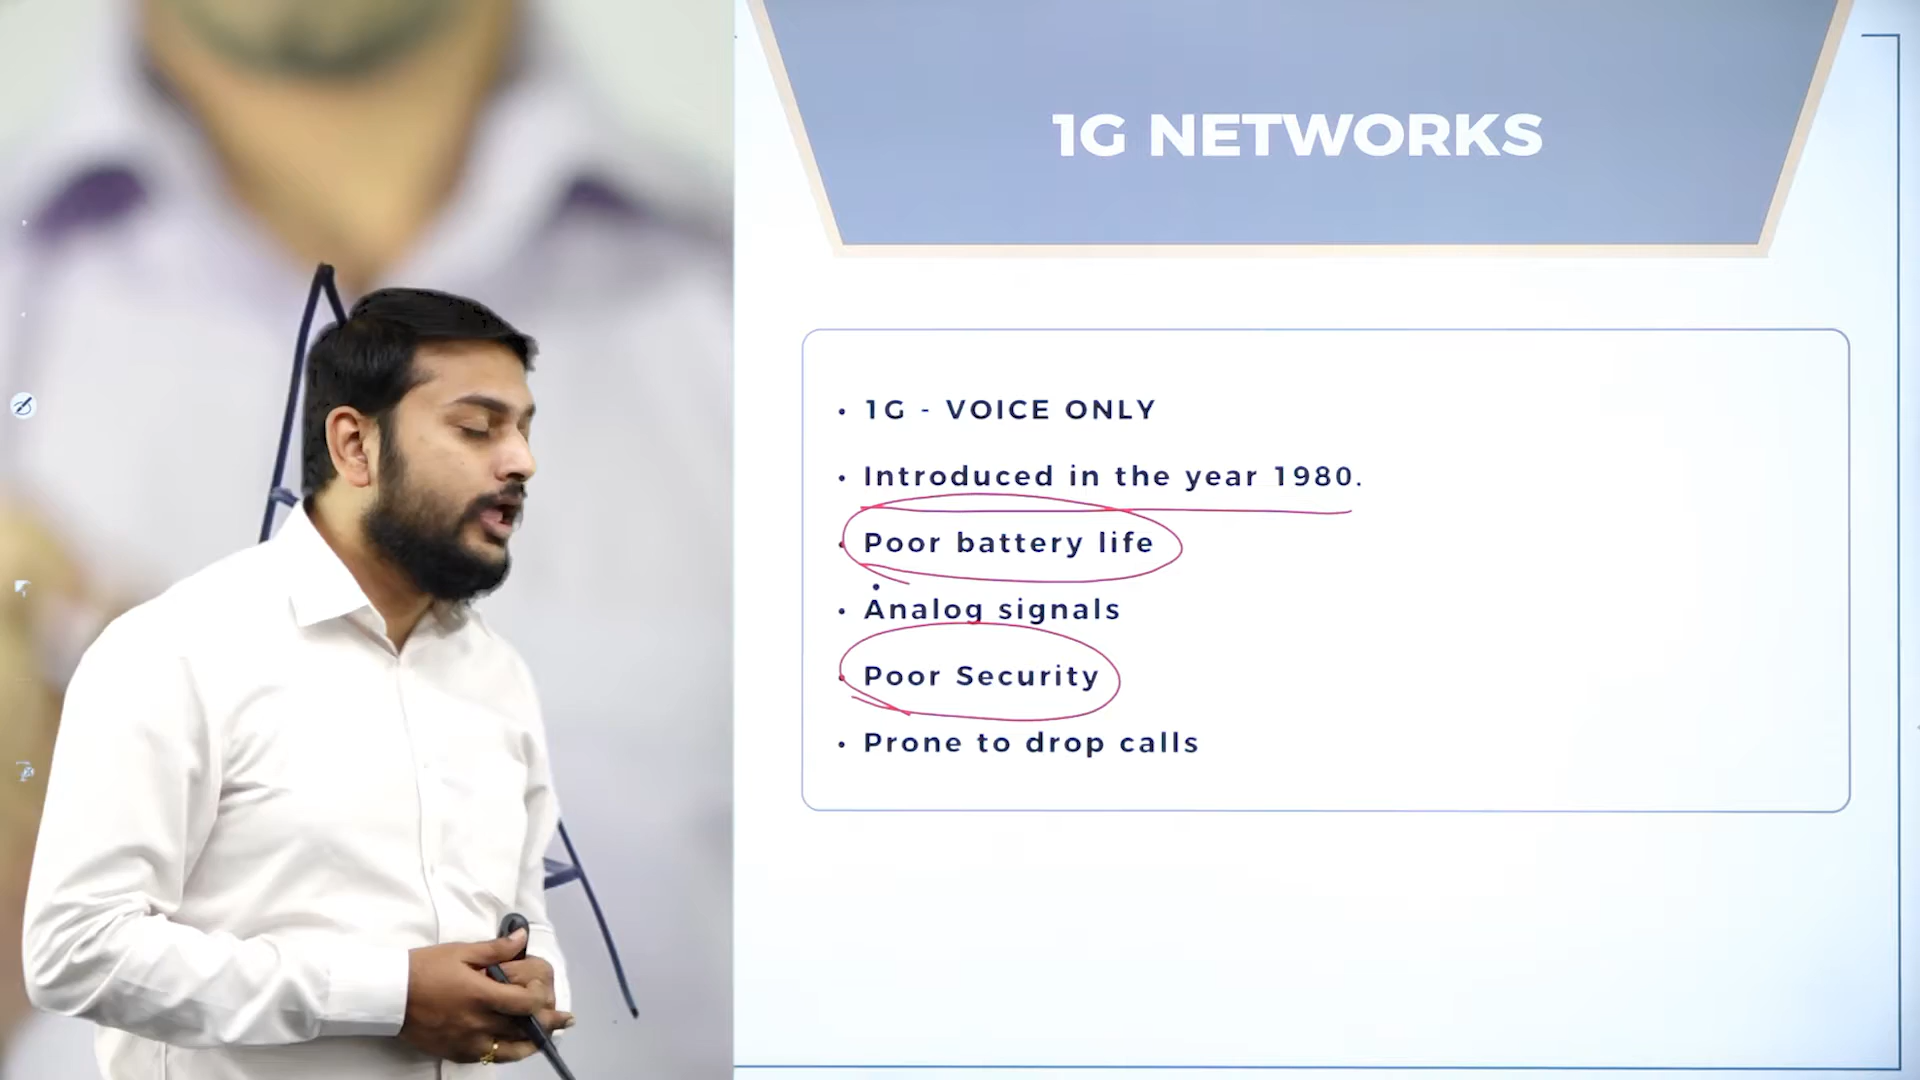 1G NETWORKS
• 1G - VOICE ONLY
• Introduced in the year 1980.
• Poor battery life
• Analog signals
• Poor Security
• Prone to drop calls